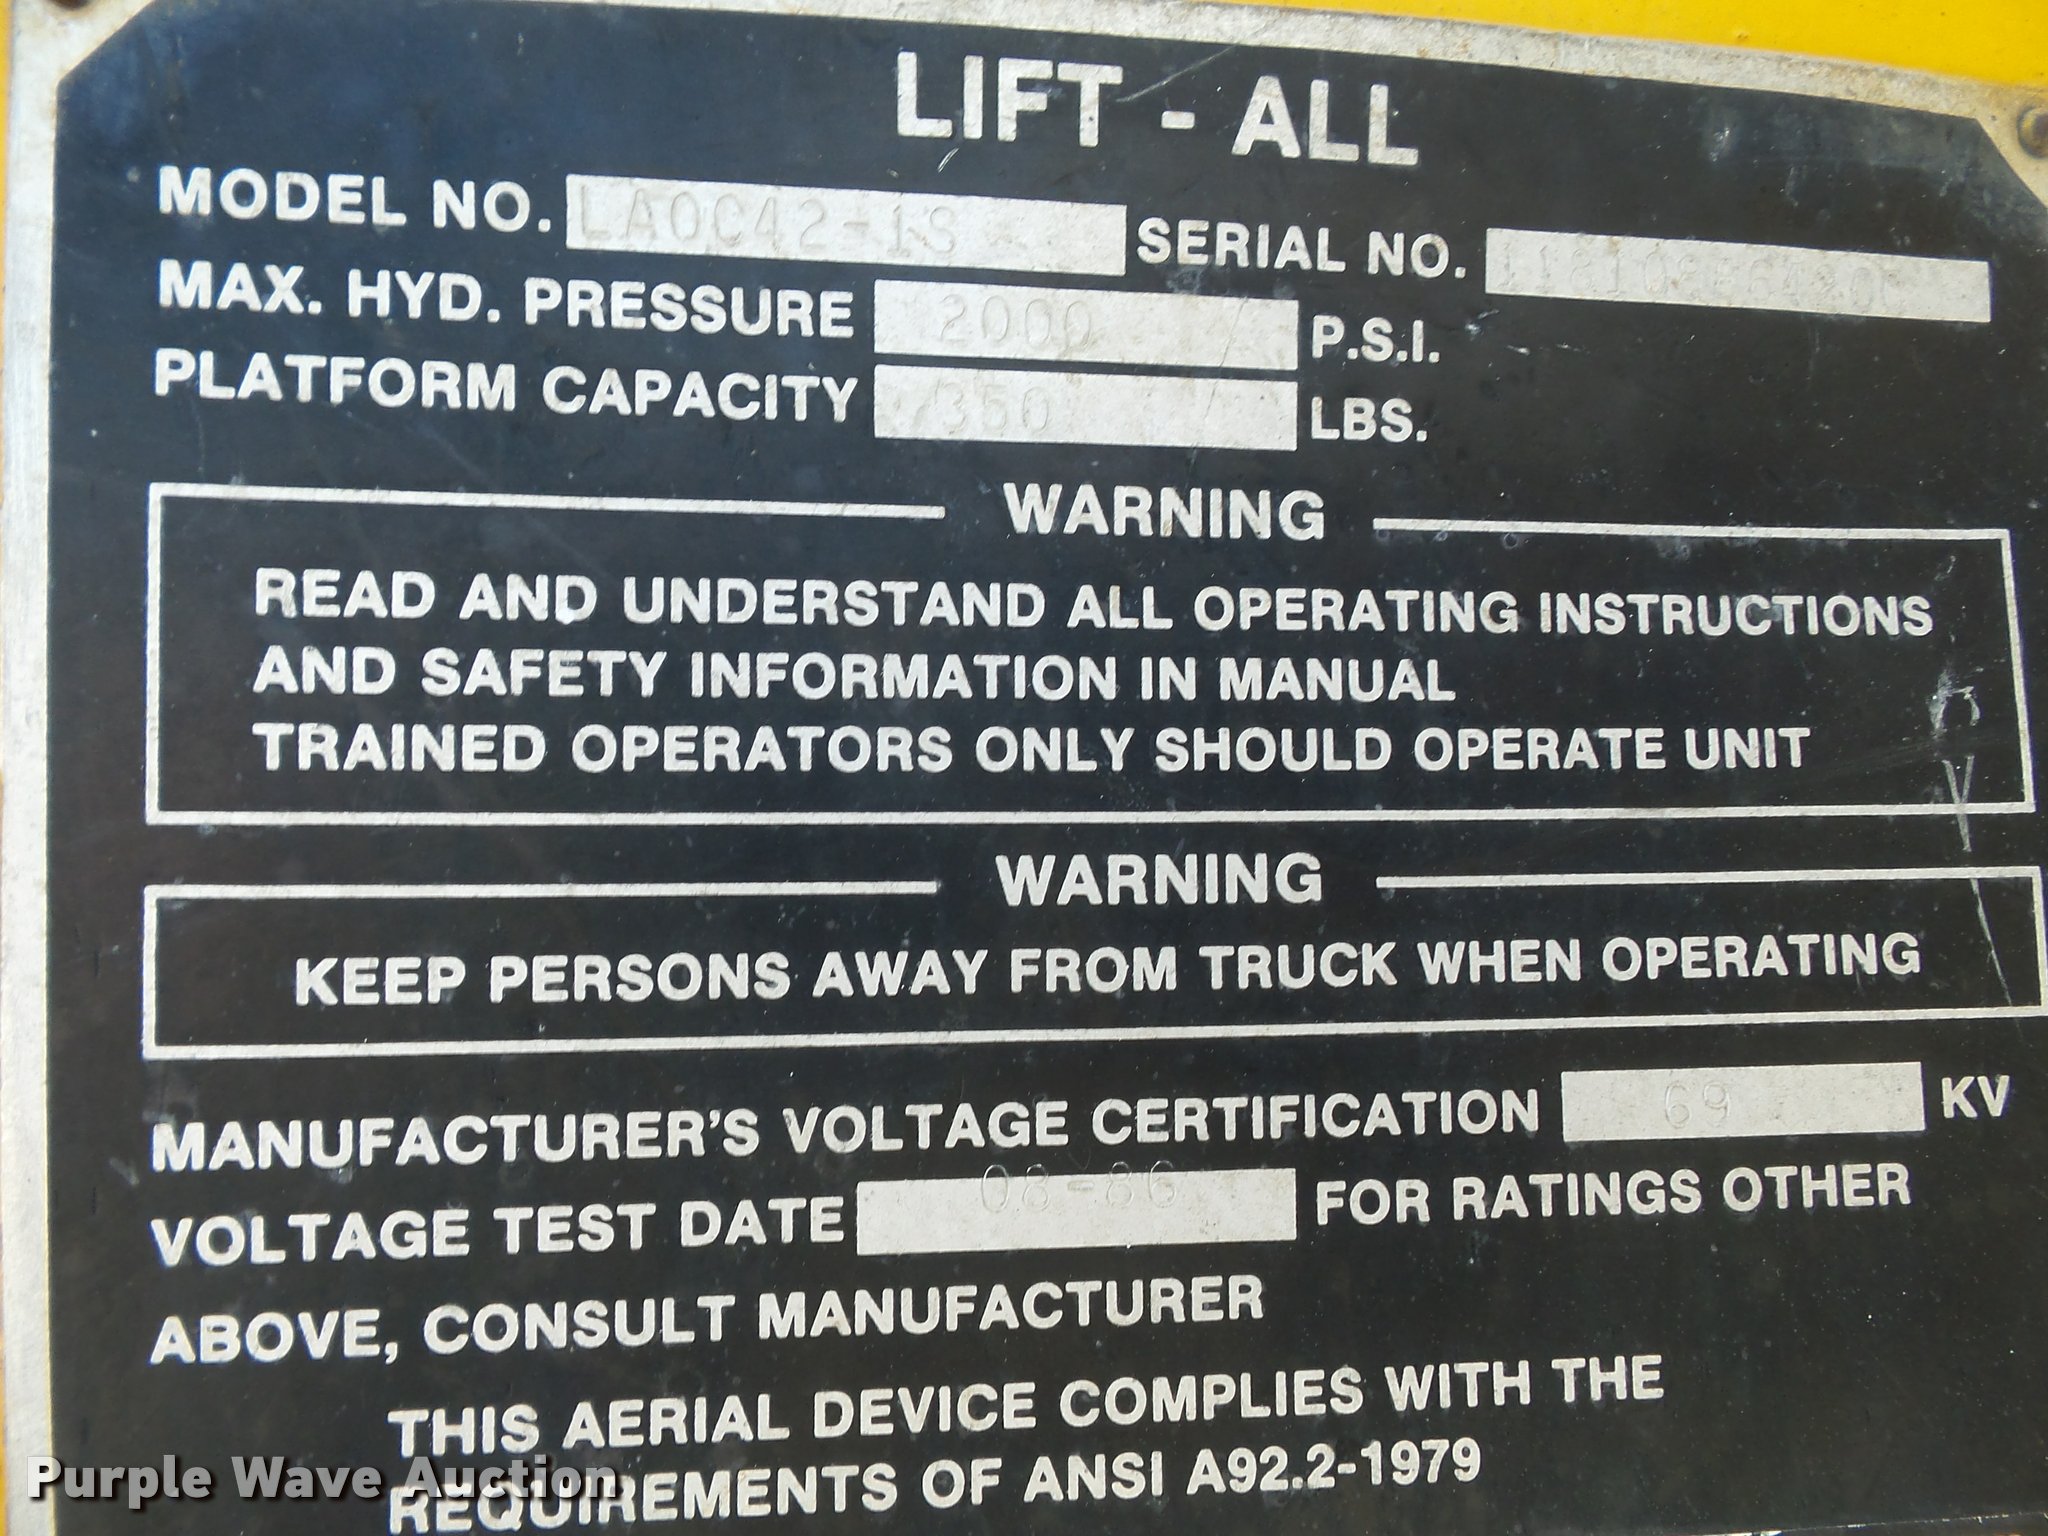 LIFT - ALL
MODEL NO. LAOC42-1S SERIAL NO.
MAX. HYD. PRESSURE 2000 P.S.I.
PLATFORM CAPACITY 350 LBS.
WARNING
READ AND UNDERSTAND ALL OPERATING INSTRUCTIONS
AND SAFETY INFORMATION IN MANUAL
TRAINED OPERATORS ONLY SHOULD OPERATE UNIT
WARNING
KEEP PERSONS AWAY FROM TRUCK WHEN OPERATING
MANUFACTURER'S VOLTAGE CERTIFICATION 69 KV
VOLTAGE TEST DATE 08-86 FOR RATINGS OTHER
ABOVE, CONSULT MANUFACTURER
THIS AERIAL DEVICE COMPLIES WITH THE
REQUIREMENTS OF ANSI A92.2-1979
Purple Wave Auction